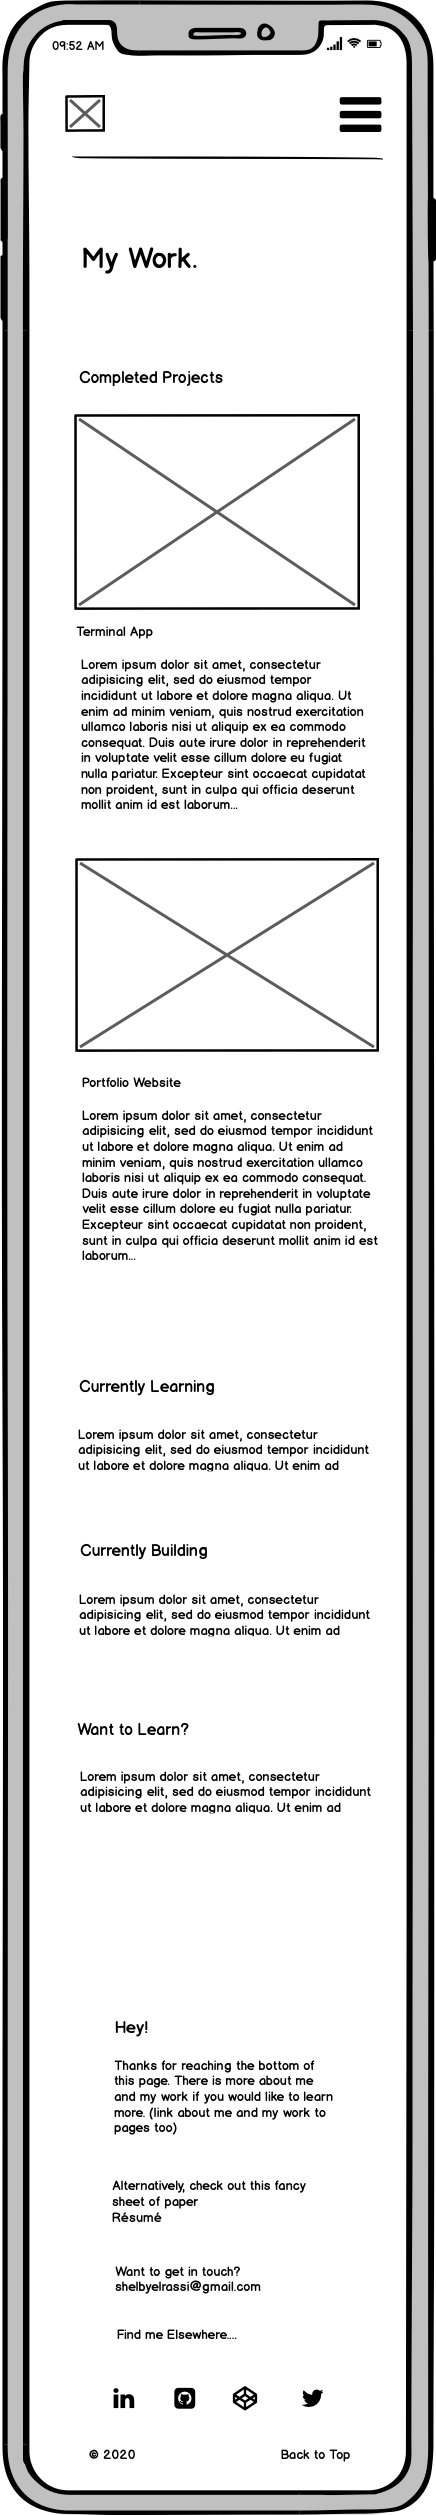 09:52 AM
My Work.
Completed Projects
Terminal App
Lorem ipsum dolor sit amet, consectetur
adipisicing elit, sed do eiusmod tempor
incididunt ut labore et dolore magna aliqua. Ut
enim ad minim veniam, quis nostrud exercitation
ullamco laboris nisi ut aliquip ex ea commodo
consequat. Duis aute irure dolor in reprehenderit
in voluptate velit esse cillum dolore eu fugiat
nulla pariatur. Excepteur sint occaecat cupidatat
non proident, sunt in culpa qui officia deserunt
mollit anim id est laborum...
Portfolio Website
Lorem ipsum dolor sit amet, consectetur
adipisicing elit, sed do eiusmod tempor incididunt
ut labore et dolore magna aliqua. Ut enim ad
minim veniam, quis nostrud exercitation ullamco
laboris nisi ut aliquip ex ea commodo consequat.
Duis aute irure dolor in reprehenderit in voluptate
velit esse cillum dolore eu fugiat nulla pariatur.
Excepteur sint occaecat cupidatat non proident,
sunt in culpa qui officia deserunt mollit anim id est
laborum...
Currently Learning
Lorem ipsum dolor sit amet, consectetur
adipisicing elit, sed do eiusmod tempor incididunt
ut labore et dolore magna aliqua. Ut enim ad
Currently Building
Lorem ipsum dolor sit amet, consectetur
adipisicing elit, sed do eiusmod tempor incididunt
ut labore et dolore magna aliqua. Ut enim ad
Want to Learn?
Lorem ipsum dolor sit amet, consectetur
adipisicing elit, sed do eiusmod tempor incididunt
ut labore et dolore magna aliqua. Ut enim ad
Hey!
Thanks for reaching the bottom of
this page. There is more about me
and my work if you would like to learn
more. (link about me and my work to
pages too)
Alternatively, check out this fancy
sheet of paper
Résumé
Want to get in touch?
shelbyelrassi@gmail.com
Find me Elsewhere....
in
© 2020 Back to Top